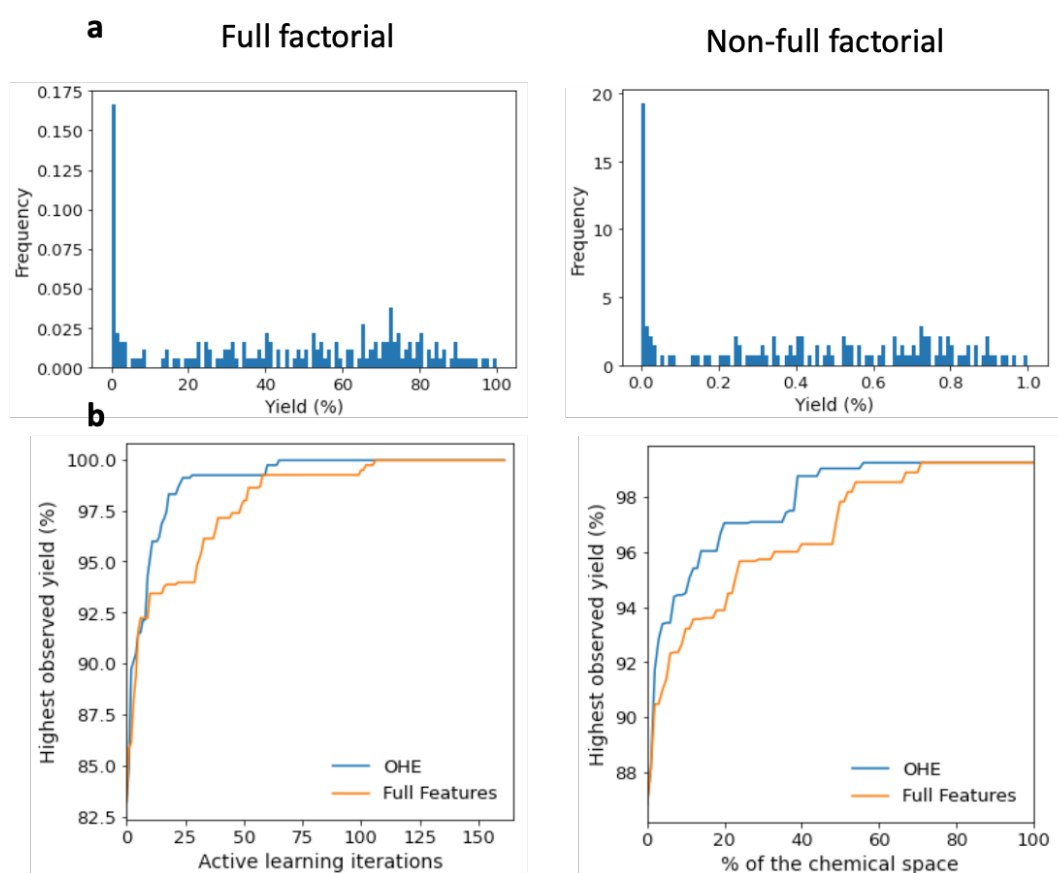 a
Full factorial
Non-full factorial
0.175
0.150
0.125
0.100
0.075
0.050
0.025
0.000
Frequency
0 20 40 60 80 100
Yield (%)
20
15
10
5
0
Frequency
0.0 0.2 0.4 0.6 0.8 1.0
Yield (%)
b
100.0
97.5
95.0
92.5
90.0
87.5
85.0
82.5
Highest observed yield (%)
OHE
Full Features
0 25 50 75 100 125 150
Active learning iterations
98
96
94
92
90
88
Highest observed yield (%)
OHE
Full Features
0 20 40 60 80 100
% of the chemical space